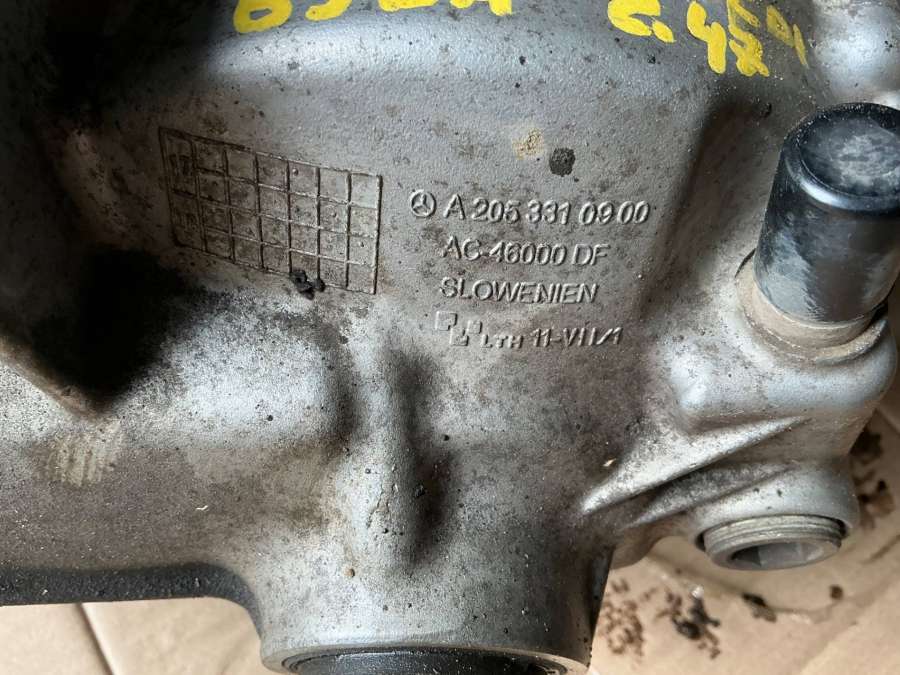 A 205 331 09 00
AC-46000 DF
SLOWENIEN
LTH 11-VII/1